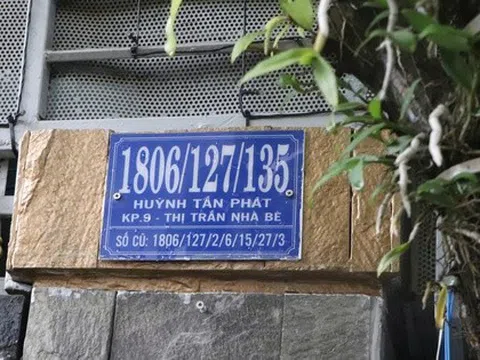 1806/127/135
HUỲNH TẤN PHÁT
KP.9 - THỊ TRẤN NHÀ BÈ
SỐ CŨ: 1806/127/2/6/15/27/3